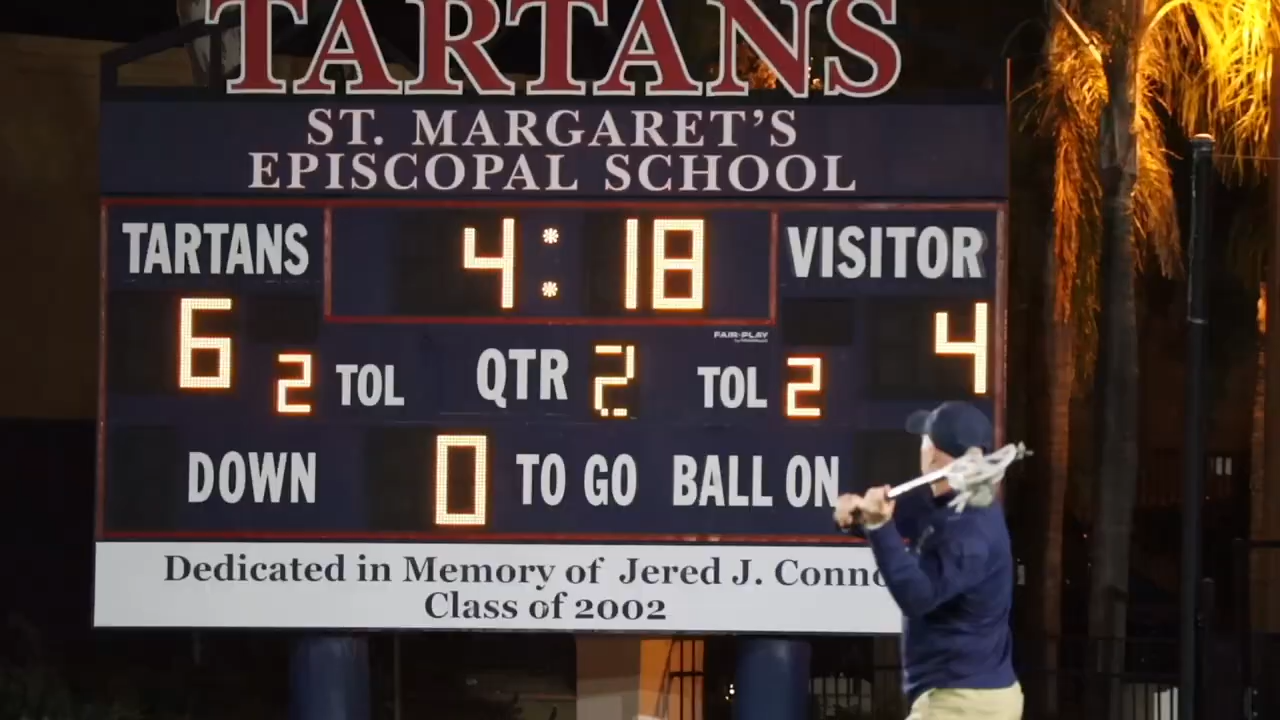 TARTANS
ST. MARGARET'S
EPISCOPAL SCHOOL
TARTANS 4:18 VISITOR
6 4
FAIR-PLAY
2 TOL QTR 2 TOL 2
DOWN 0 TO GO BALL ON
Dedicated in Memory of Jered J.
Class of 2002